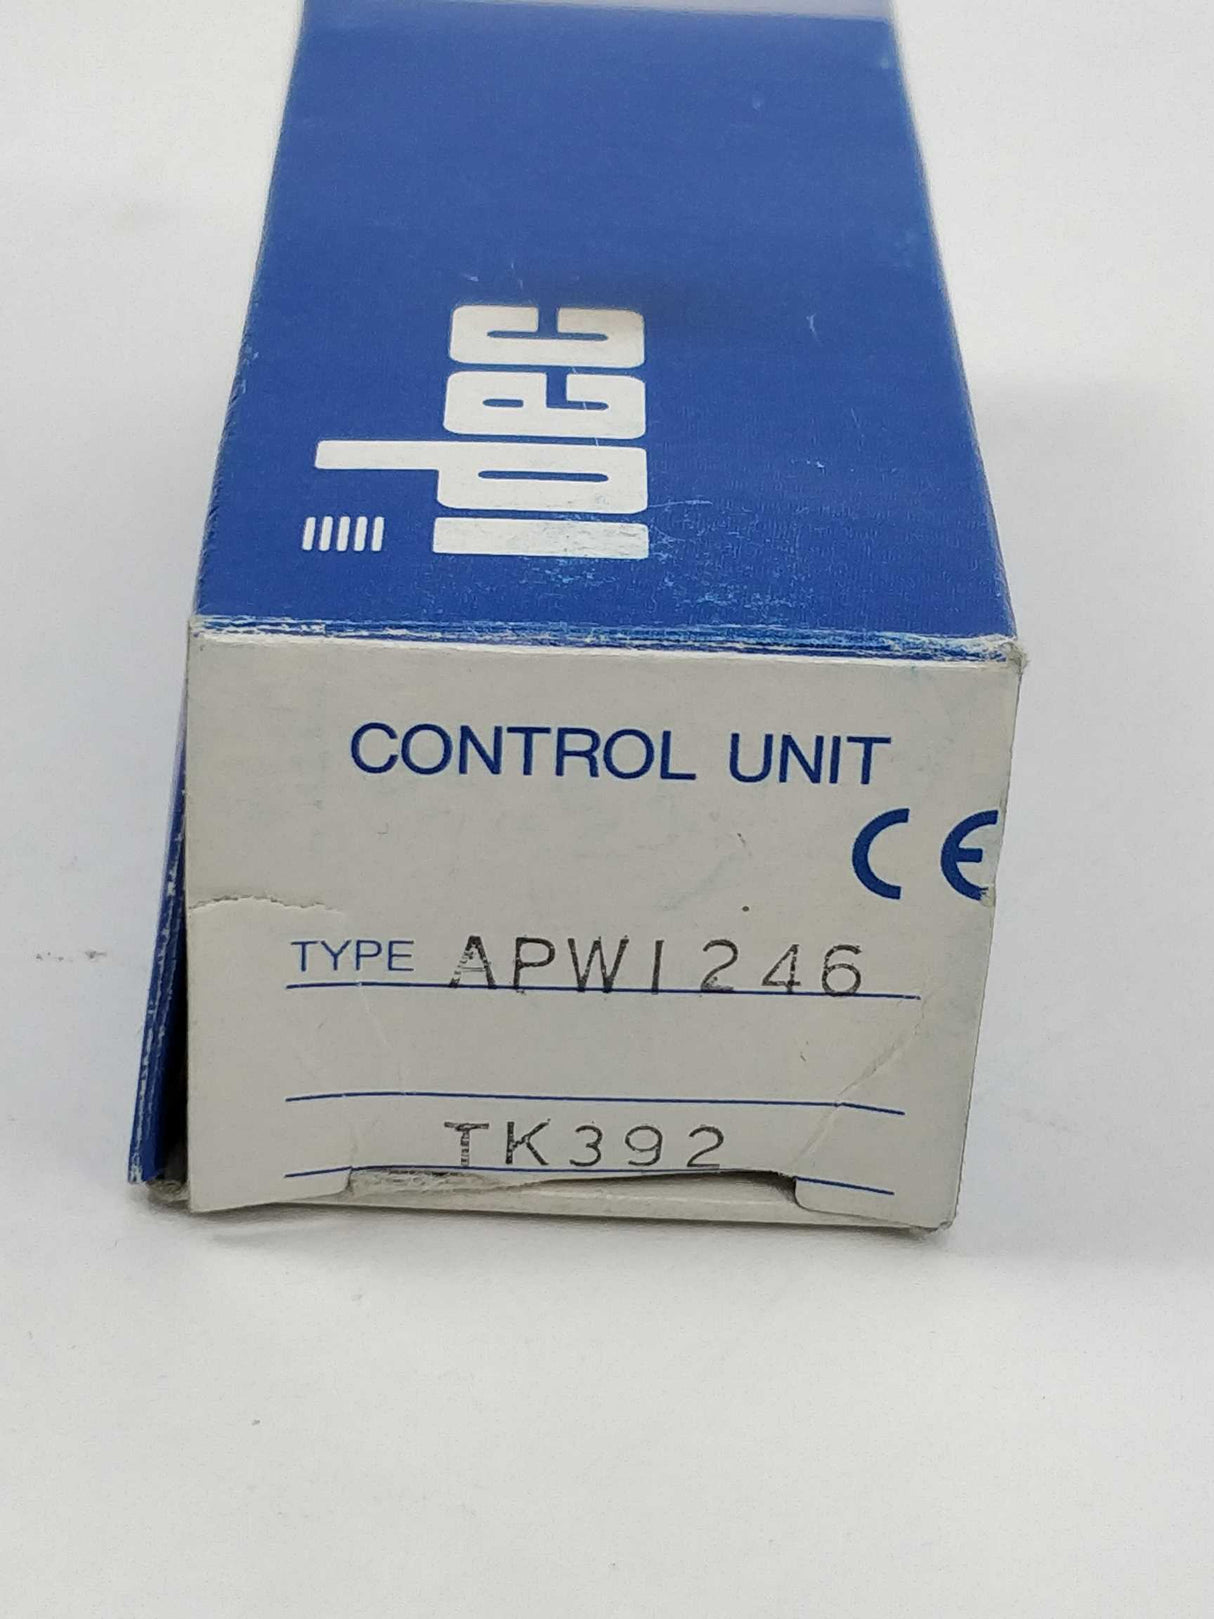 idec
CONTROL UNIT
CE
TYPE APW1246
TK392